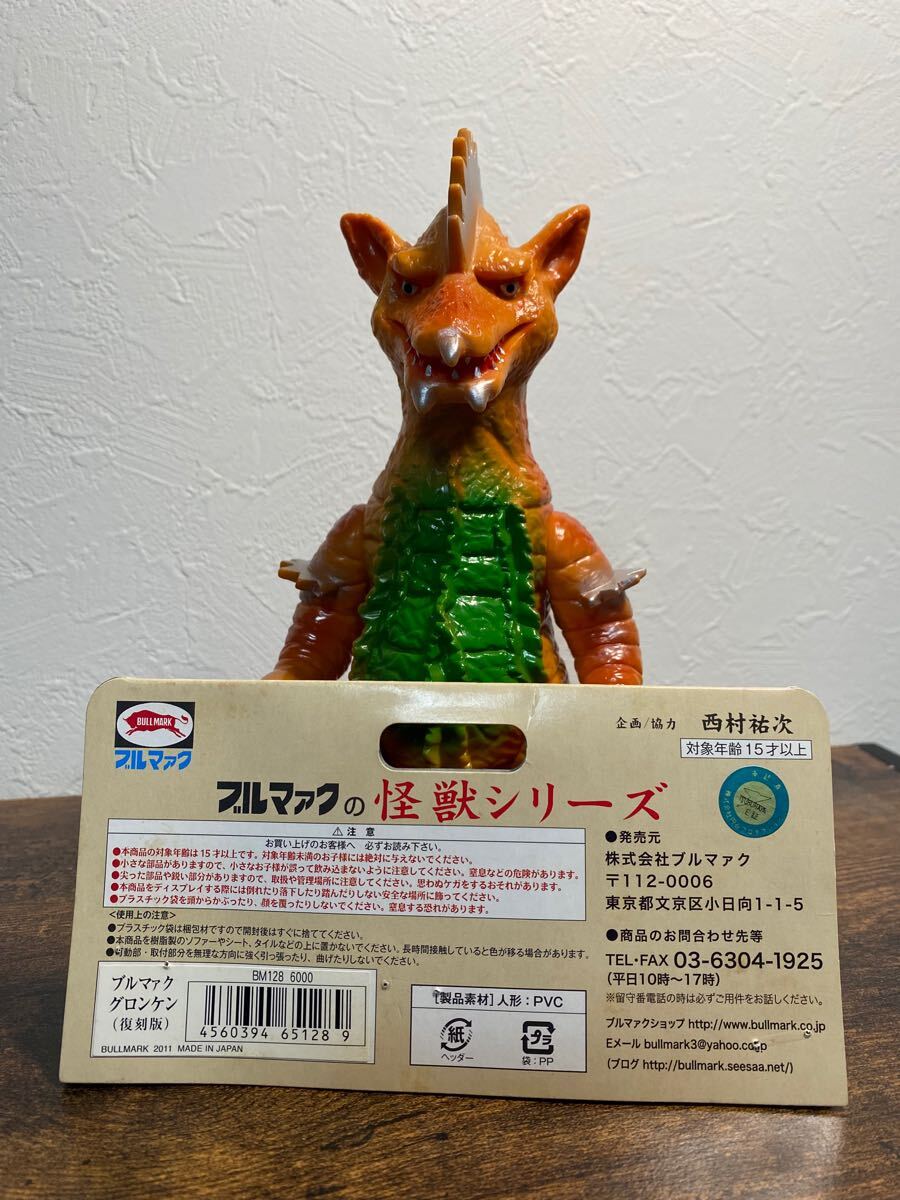 BULLMARK
ブルマァク
企画/協力 西村祐次
対象年齢15才以上
ブルマァクの怪獣シリーズ
⚠注意
お買い上げのお客様へ 必ずお読み下さい。
●本商品の対象年齢は15才以上です。対象年齢未満のお子様には絶対に与えないでください。
●小さな部品がありますので、小さなお子様が誤って飲み込まないように注意してください。窒息などの危険があります。
●尖った部品や鋭い部分がありますので、取扱や管理場所に注意してください。思わぬケガをするおそれがあります。
●本商品をディスプレイする際には倒れたり落下したり踏んだりしない安全な場所に飾ってください。
●プラスチック袋を頭からかぶったり、顔を覆ったりしないでください。窒息する恐れがあります。
<使用上の注意>
●プラスチック袋は梱包材ですので開封後はすぐに捨ててください。
●本商品を樹脂製のソファーやシート、タイルなどの上に置かないでください。長時間接触していると色が移る場合があります。
●可動部・取付部分を無理な方向に強く引っ張ったり、曲げたりしないでください。
ブルマァク
グロンケン
(復刻版)
BM128 6000
4560394 65128 9
BULLMARK 2011 MADE IN JAPAN
[製品素材]人形:PVC
紙
ヘッダー
プラ
袋:PP
●発売元
株式会社ブルマァク
〒112-0006
東京都文京区小日向1-1-5
●商品のお問合わせ先等
TEL・FAX 03-6304-1925
(平日10時〜17時)
※留守番電話の時は必ずご用件をお話しください。
ブルマァクショップ http://www.bullmark.co.jp
Eメール bullmark3@yahoo.co.jp
(ブログ http://bullmark.seesaa.net/)